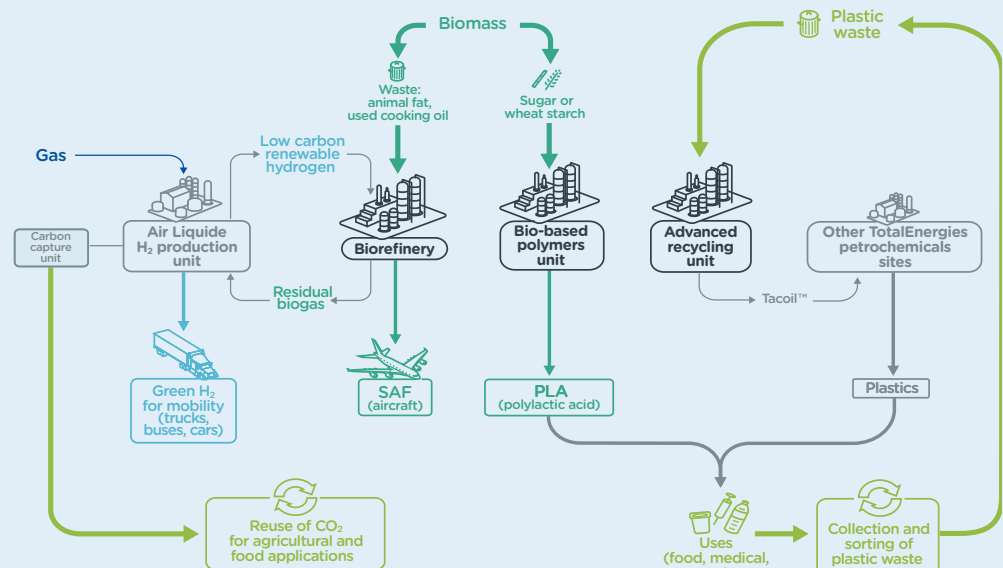 Biomass
Plastic
waste
Waste:
animal fat,
used cooking oil
Sugar or
wheat starch
Gas
Low carbon
renewable
hydrogen
Carbon
capture
unit
Air Liquide
H₂ production
unit
Biorefinery
Bio-based
polymers
unit
Advanced
recycling
unit
Other TotalEnergies
petrochemicals
sites
Residual
biogas
Tacoil™
Green H₂
for mobility
(trucks,
buses, cars)
SAF
(aircraft)
PLA
(polylactic acid)
Plastics
Reuse of CO₂
for agricultural and
food applications
Uses
(food, medical,
Collection and
sorting of
plastic waste